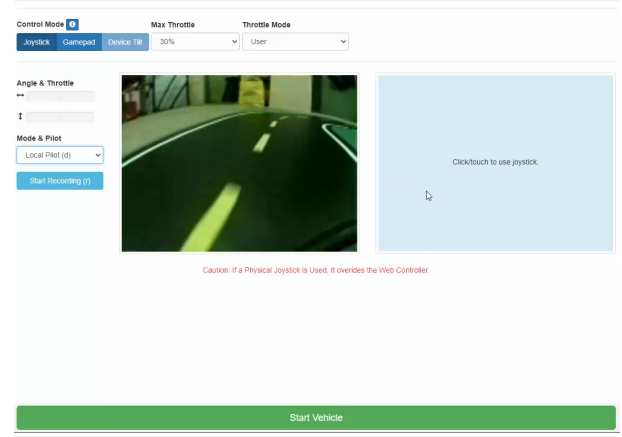 Control Mode
Max Throttle
Throttle Mode
Joystick Gamepad Device Tilt
30%
User
Angle & Throttle
Mode & Pilot
Local Pilot (d)
Start Recording (r)
Click/touch to use joystick.
Caution: If a Physical Joystick is Used, It overides the Web Controller.
Start Vehicle